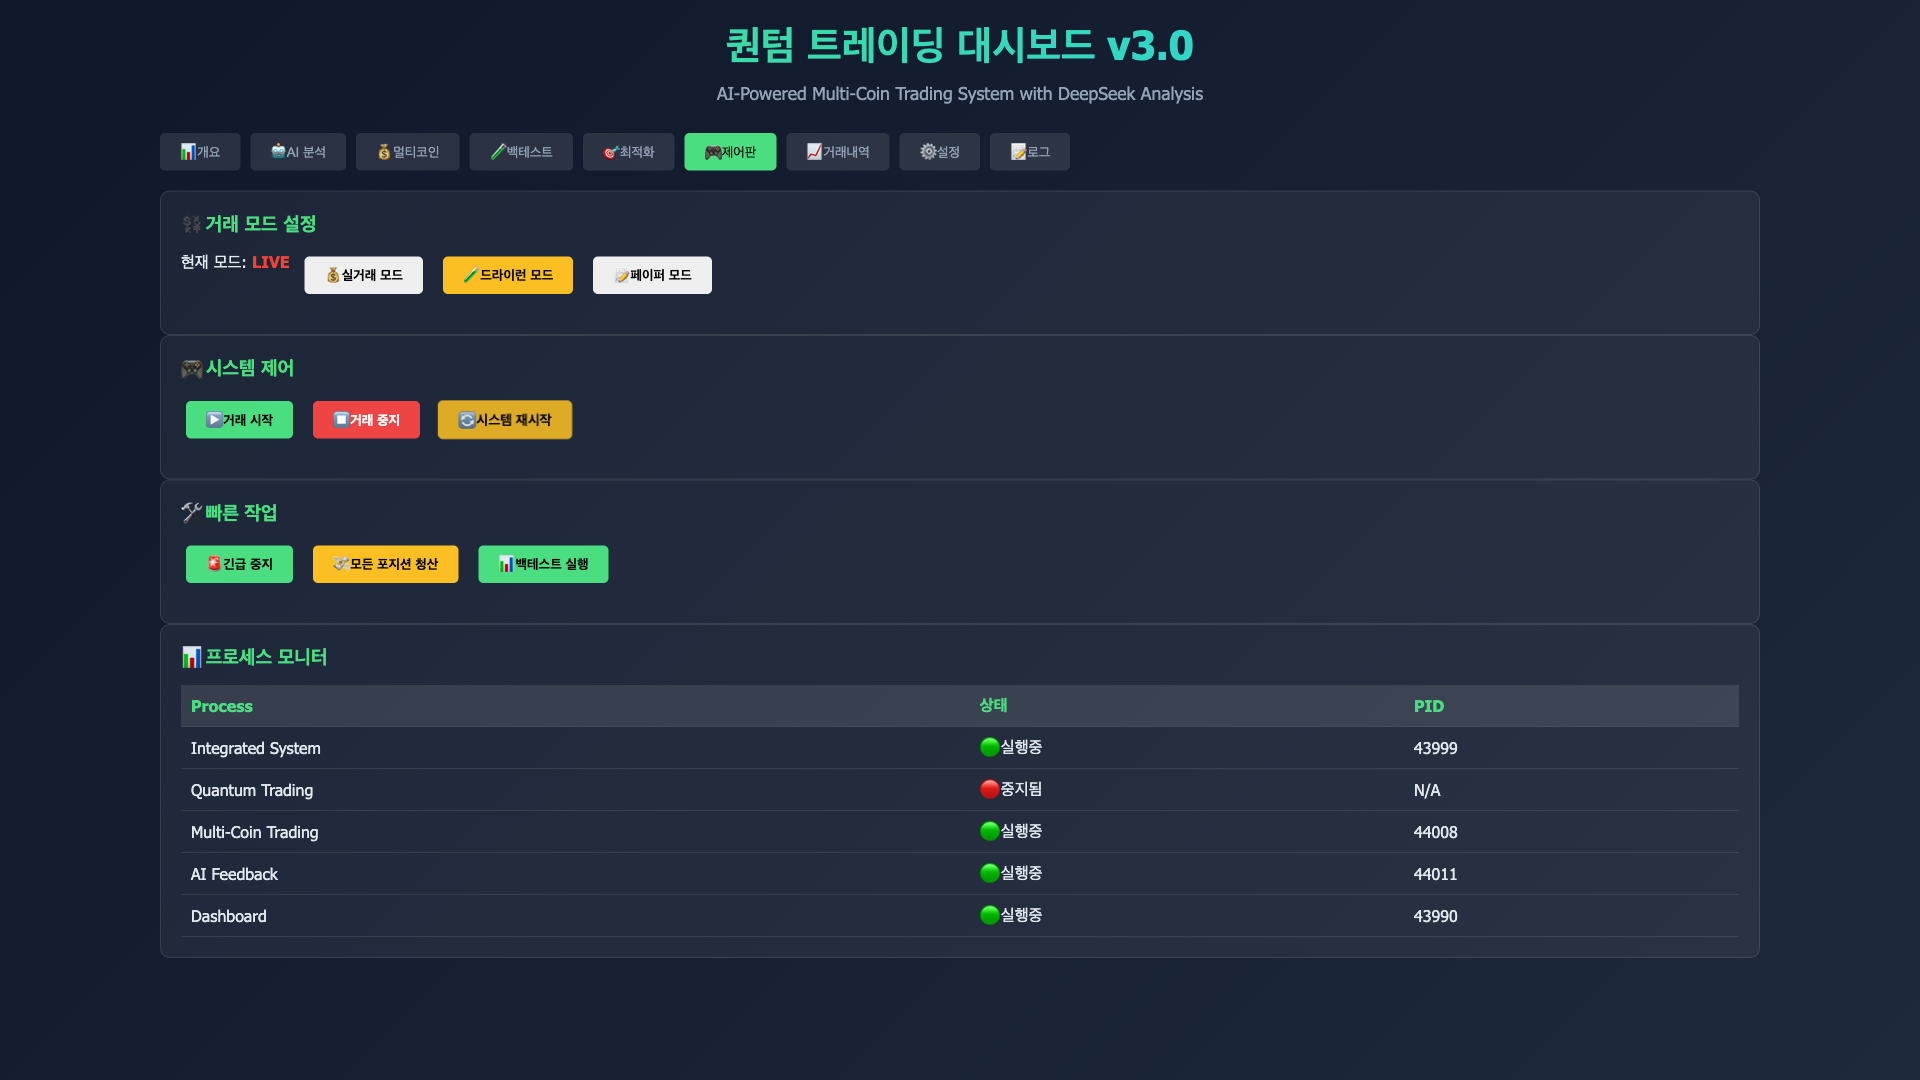 퀀텀 트레이딩 대시보드 v3.0
AI-Powered Multi-Coin Trading System with DeepSeek Analysis
📊개요 🤖AI 분석 💰멀티코인 🧪백테스트 🎯최적화 🎮제어판 📈거래내역 ⚙️설정 📝로그
💱거래 모드 설정
현재 모드: LIVE 💰실거래 모드 🧪드라이런 모드 📝페이퍼 모드
🎮시스템 제어
▶️거래 시작 ⏹️거래 중지 🔄시스템 재시작
🛠️빠른 작업
🚨긴급 중지 💸모든 포지션 청산 📊백테스트 실행
📊프로세스 모니터
Process 상태 PID
Integrated System 🟢실행중 43999
Quantum Trading 🔴중지됨 N/A
Multi-Coin Trading 🟢실행중 44008
AI Feedback 🟢실행중 44011
Dashboard 🟢실행중 43990